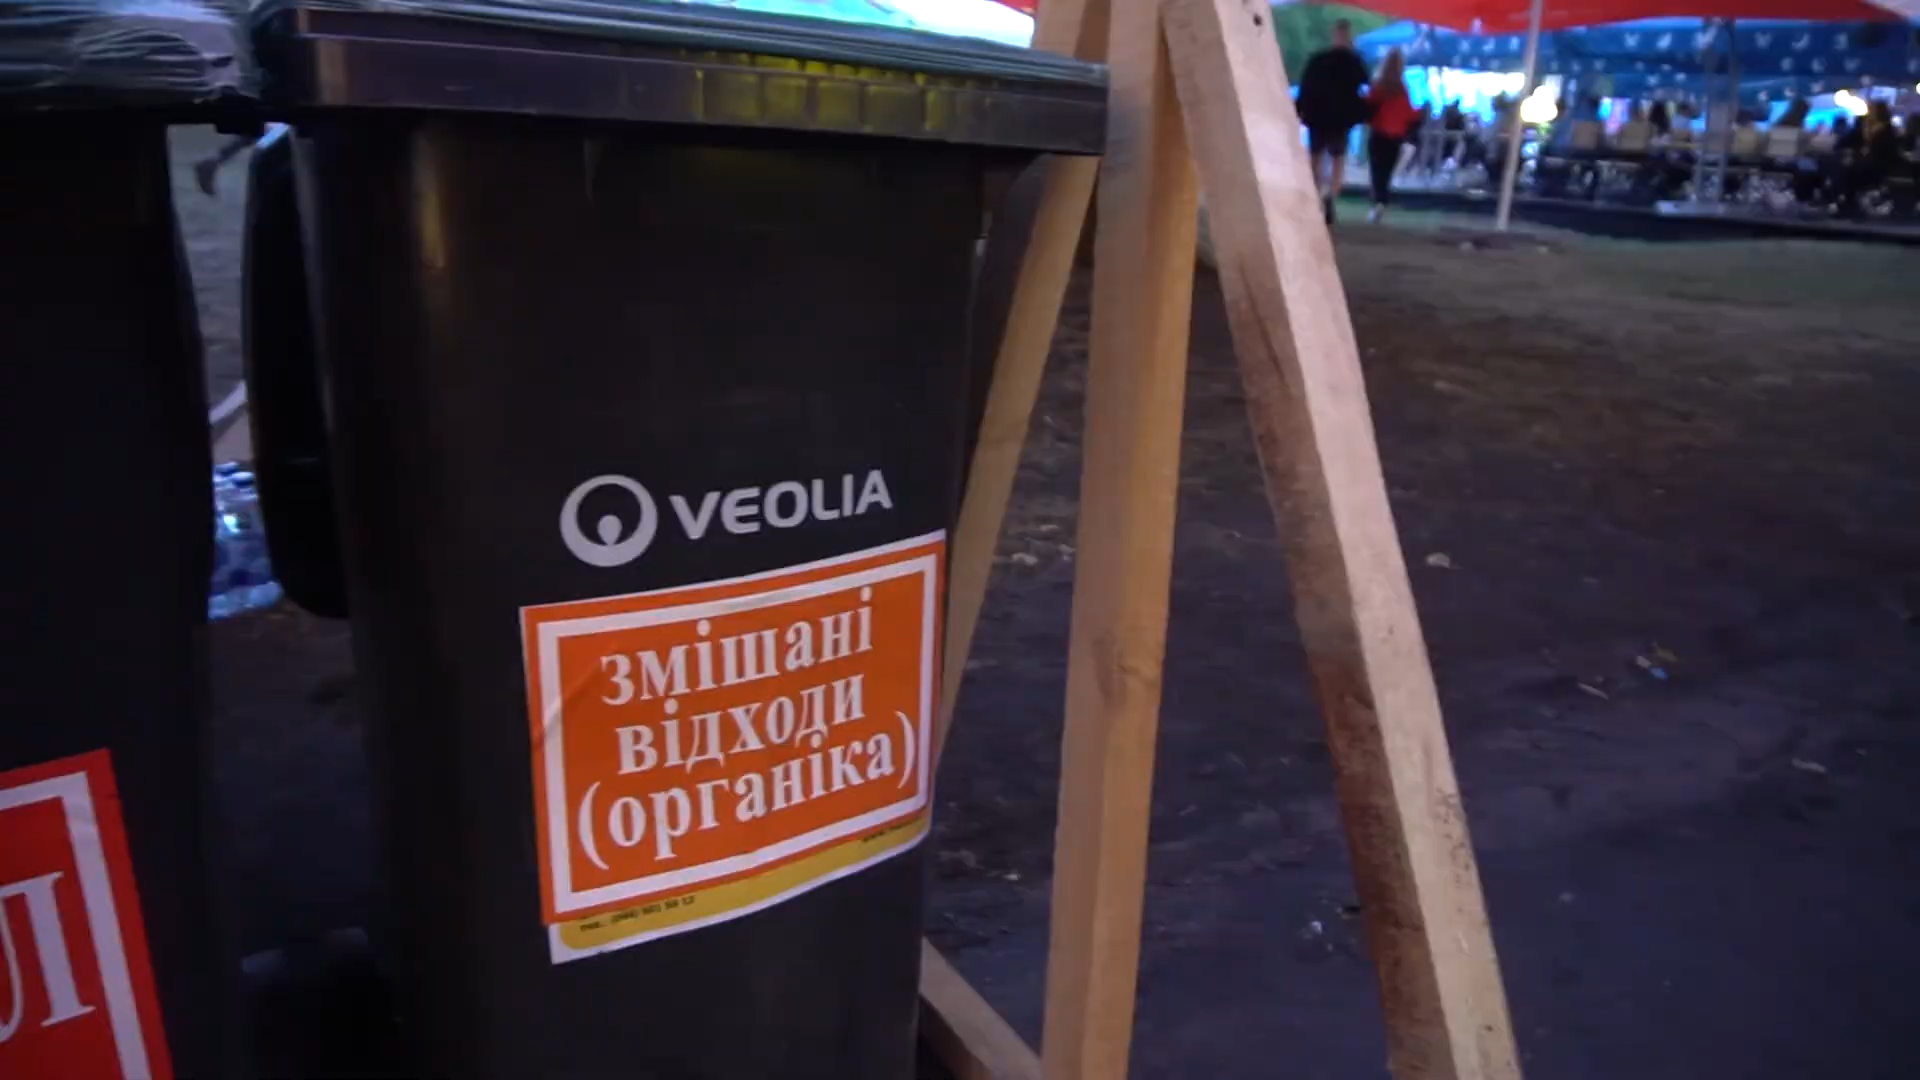 VEOLIA
змішані
відходи
(органіка)
Л